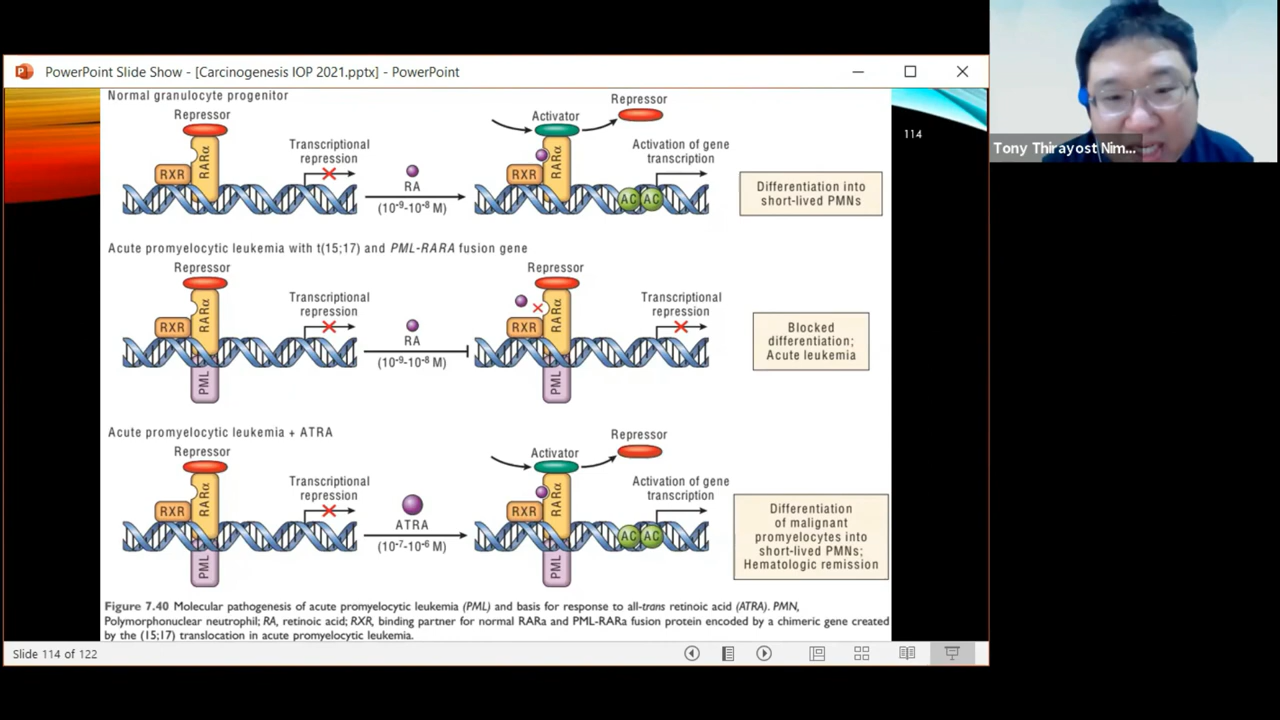 PowerPoint Slide Show - [Carcinogenesis IOP 2021.pptx] - PowerPoint
Tony Thirayost Nim...
114
Normal granulocyte progenitor
Repressor
RXR
RARα
Transcriptional
repression
RA
(10-9-10-8 M)
Activator
Repressor
RXR
RARα
Activation of gene
transcription
AC AC
Differentiation into
short-lived PMNs
Acute promyelocytic leukemia with t(15;17) and PML-RARA fusion gene
Repressor
RXR
RARα
PML
Transcriptional
repression
RA
(10-9-10-8 M)
Repressor
RXR
RARα
PML
Transcriptional
repression
Blocked
differentiation;
Acute leukemia
Acute promyelocytic leukemia + ATRA
Repressor
RXR
RARα
PML
Transcriptional
repression
ATRA
(10-7-10-6 M)
Activator
Repressor
RXR
RARα
PML
Activation of gene
transcription
AC AC
Differentiation
of malignant
promyelocytes into
short-lived PMNs;
Hematologic remission
Figure 7.40 Molecular pathogenesis of acute promyelocytic leukemia (PML) and basis for response to all-trans retinoic acid (ATRA). PMN,
Polymorphonuclear neutrophil; RA, retinoic acid; RXR, binding partner for normal RARa and PML-RARa fusion protein encoded by a chimeric gene created
by the (15;17) translocation in acute promyelocytic leukemia.
Slide 114 of 122